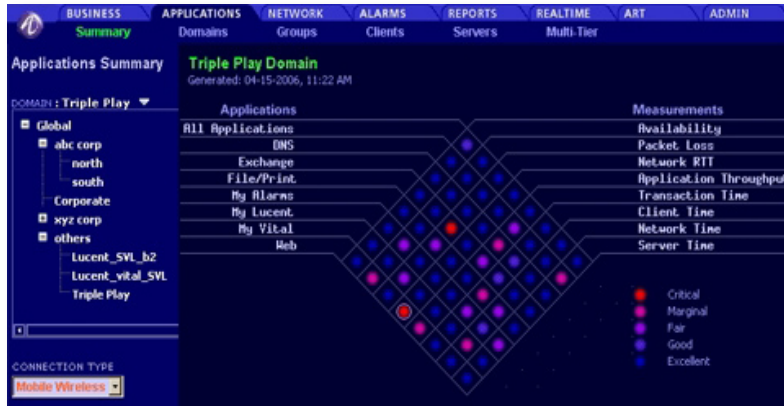 BUSINESS APPLICATIONS NETWORK ALARMS REPORTS REALTIME ART ADMIN
Summary Domains Groups Clients Servers Multi-Tier
Applications Summary
DOMAIN : Triple Play
Global
abc corp
north
south
Corporate
xyz corp
others
Lucent_SVL_b2
Lucent_vital_SVL
Triple Play
CONNECTION TYPE
Mobile Wireless
Triple Play Domain
Generated: 04-15-2006, 11:22 AM
Applications
All Applications
DNS
Exchange
File/Print
My Alarms
My Lucent
My Vital
Web
Measurements
Availability
Packet Loss
Network RTT
Application Throughput
Transaction Time
Client Time
Network Time
Server Time
Critical
Marginal
Fair
Good
Excellent